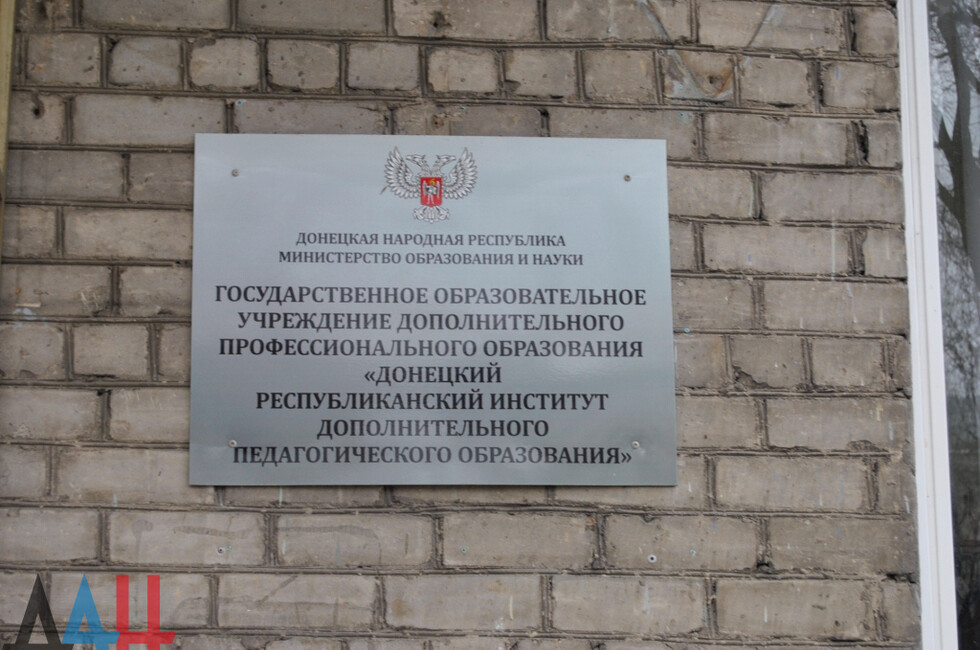 ДОНЕЦКАЯ НАРОДНАЯ РЕСПУБЛИКА
МИНИСТЕРСТВО ОБРАЗОВАНИЯ И НАУКИ
ГОСУДАРСТВЕННОЕ ОБРАЗОВАТЕЛЬНОЕ
УЧРЕЖДЕНИЕ ДОПОЛНИТЕЛЬНОГО
ПРОФЕССИОНАЛЬНОГО ОБРАЗОВАНИЯ
«ДОНЕЦКИЙ
РЕСПУБЛИКАНСКИЙ ИНСТИТУТ
ДОПОЛНИТЕЛЬНОГО
ПЕДАГОГИЧЕСКОГО ОБРАЗОВАНИЯ»
ДАН